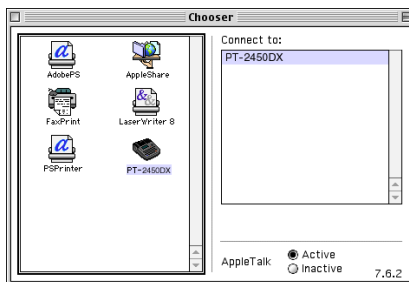 Chooser
AdobePS
AppleShare
FaxPrint
LaserWriter 8
PSPrinter
PT-2450DX
Connect to:
PT-2450DX
AppleTalk
Active
Inactive
7.6.2